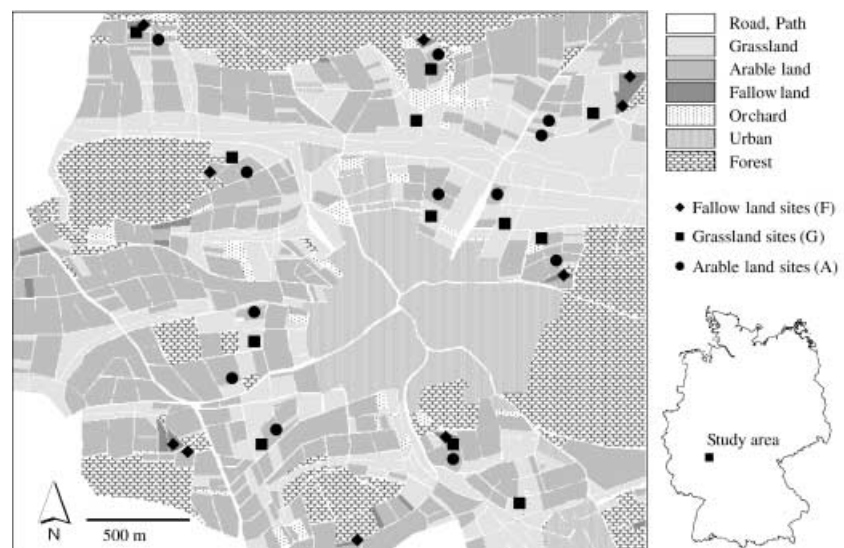 Road, Path
Grassland
Arable land
Fallow land
Orchard
Urban
Forest
Fallow land sites (F)
Grassland sites (G)
Arable land sites (A)
Study area
N
500 m